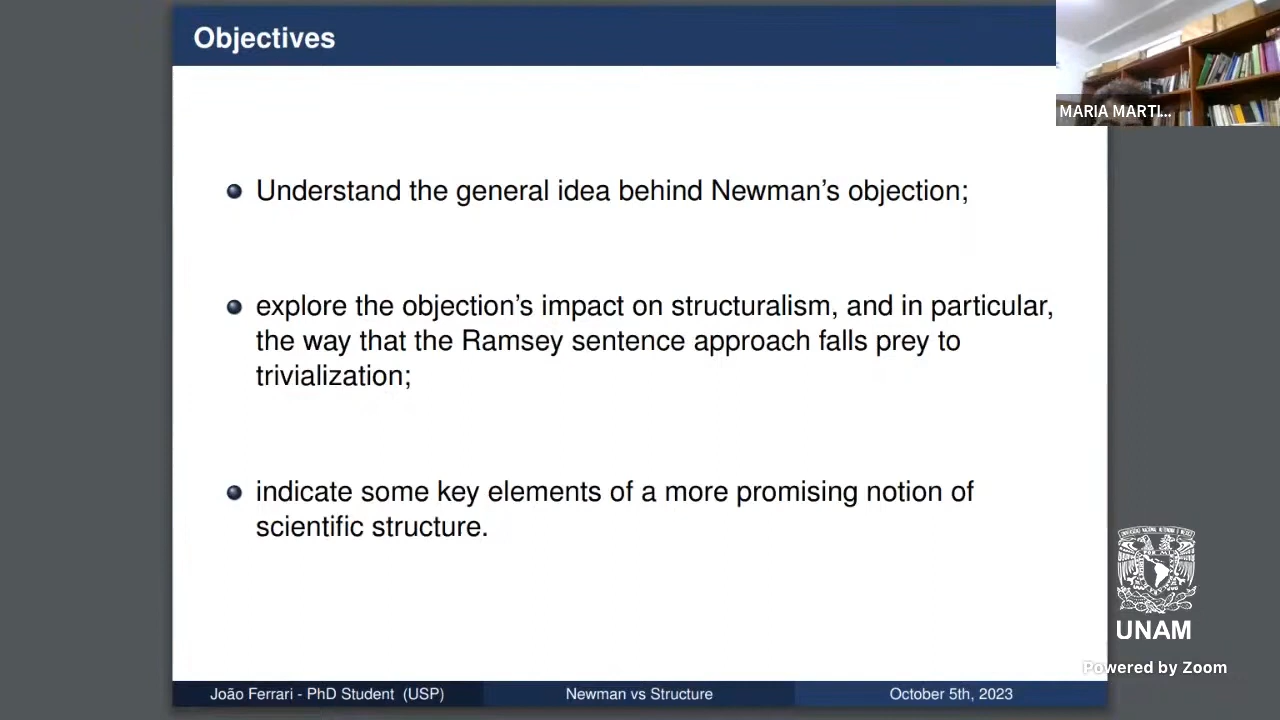 Objectives
MARIA MARTI...
Understand the general idea behind Newman's objection;
explore the objection's impact on structuralism, and in particular,
the way that the Ramsey sentence approach falls prey to
trivialization;
indicate some key elements of a more promising notion of
scientific structure.
UNAM
Powered by Zoom
João Ferrari - PhD Student (USP)
Newman vs Structure
October 5th, 2023